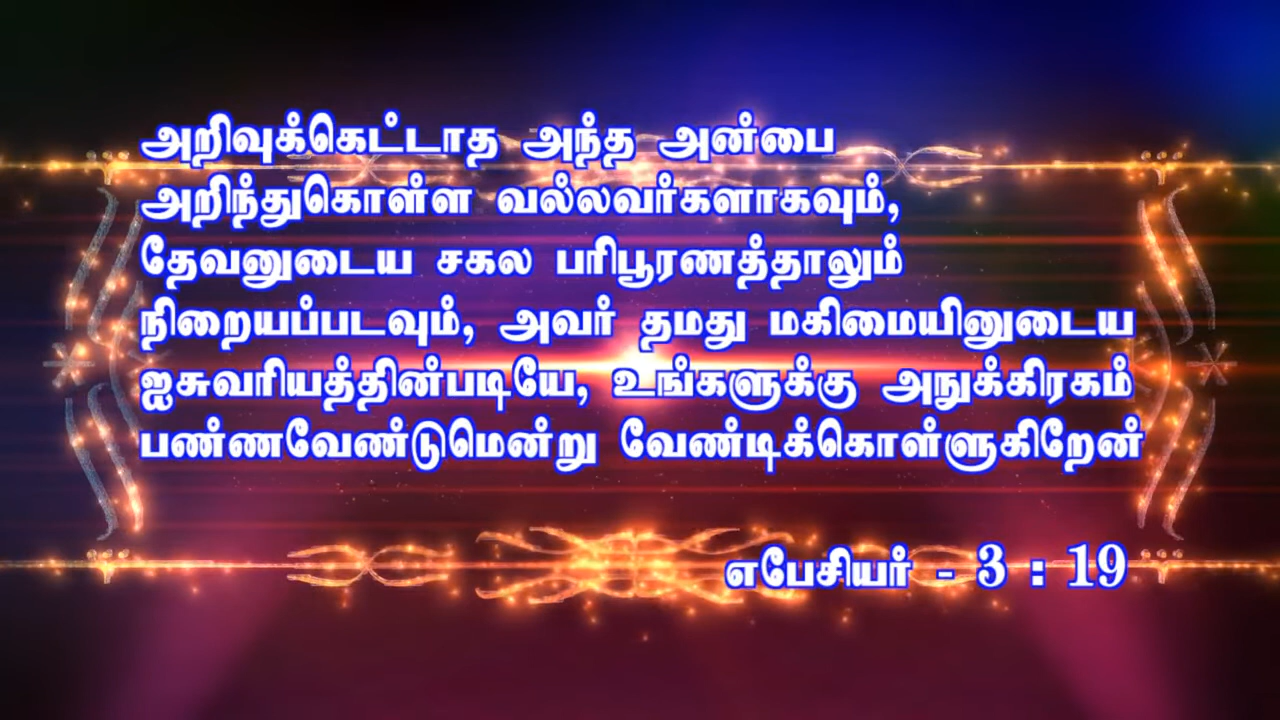 அறிவுக்கெட்டாத அந்த அன்பை
அறிந்துகொள்ள வல்லவர்களாகவும்,
தேவனுடைய சகல பரிபூரணத்தாலும்
நிறையப்படவும், அவர் தமது மகிமையினுடைய
ஐசுவரியத்தின்படியே, உங்களுக்கு அநுக்கிரகம்
பண்ணவேண்டுமென்று வேண்டிக்கொள்ளுகிறேன்
எபேசியர் - 3 : 19